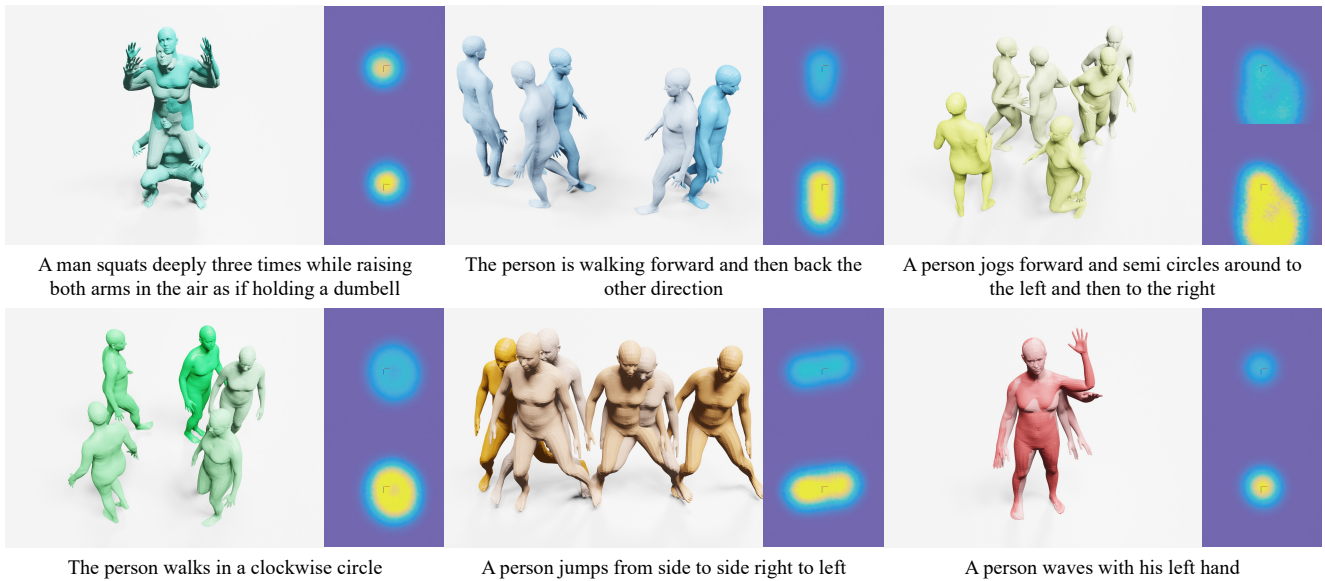 A man squats deeply three times while raising
both arms in the air as if holding a dumbell
The person is walking forward and then back the
other direction
A person jogs forward and semi circles around to
the left and then to the right
The person walks in a clockwise circle
A person jumps from side to side right to left
A person waves with his left hand